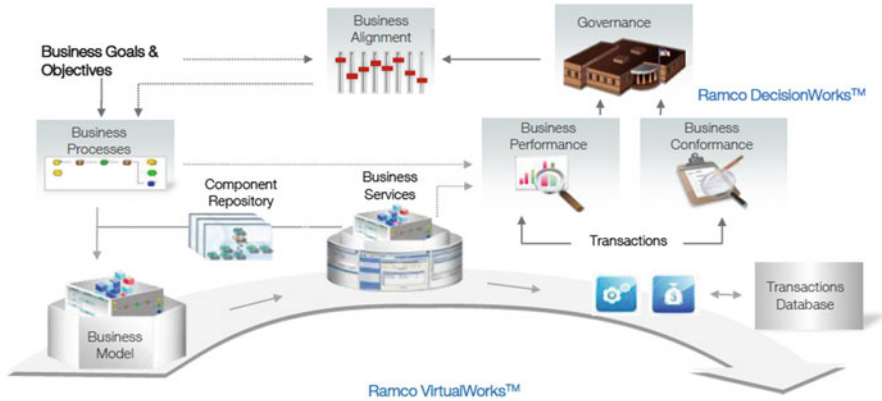 Business
Alignment
Governance
Business Goals &
Objectives
Ramco DecisionWorks™
Business
Processes
Business
Performance
Business
Conformance
Component
Repository
Business
Services
Transactions
Transactions
Database
Business
Model
Ramco VirtualWorks™